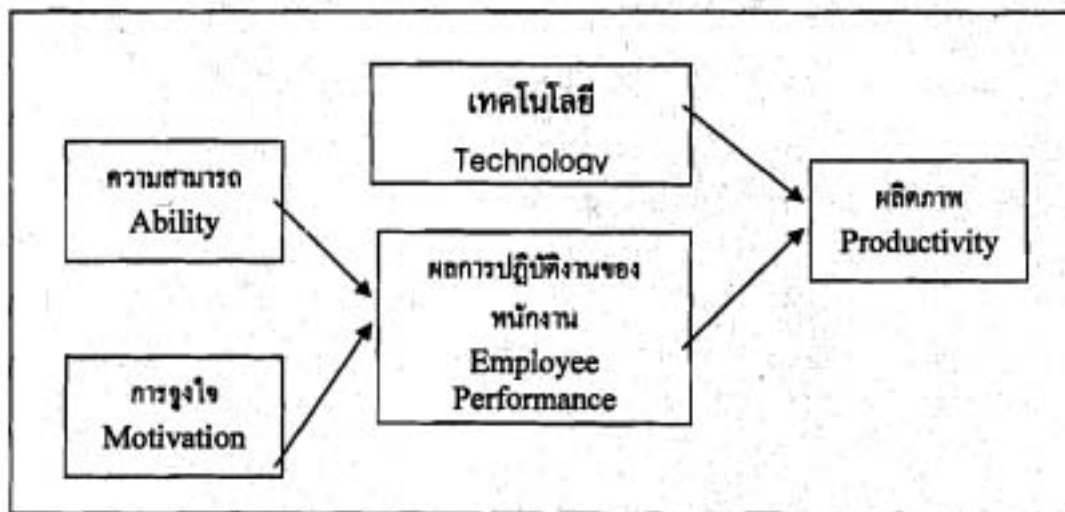 เทคโนโลยี
Technology
ความสามารถ
Ability
ผลิตภาพ
Productivity
ผลการปฏิบัติงานของ
พนักงาน
Employee
Performance
การจูงใจ
Motivation